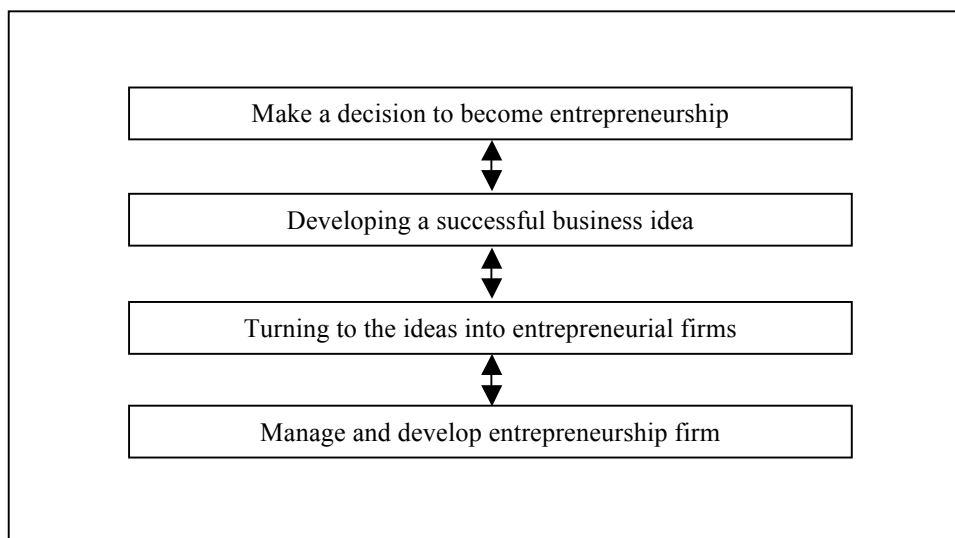 Make a decision to become entrepreneurship
Developing a successful business idea
Turning to the ideas into entrepreneurial firms
Manage and develop entrepreneurship firm